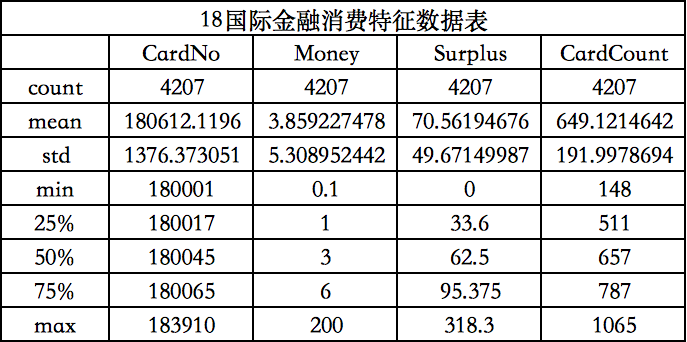 18国际金融消费特征数据表
CardNo Money Surplus CardCount
count 4207 4207 4207 4207
mean 180612.1196 3.859227478 70.56194676 649.1214642
std 1376.373051 5.308952442 49.67149987 191.9978694
min 180001 0.1 0 148
25% 180017 1 33.6 511
50% 180045 3 62.5 657
75% 180065 6 95.375 787
max 183910 200 318.3 1065